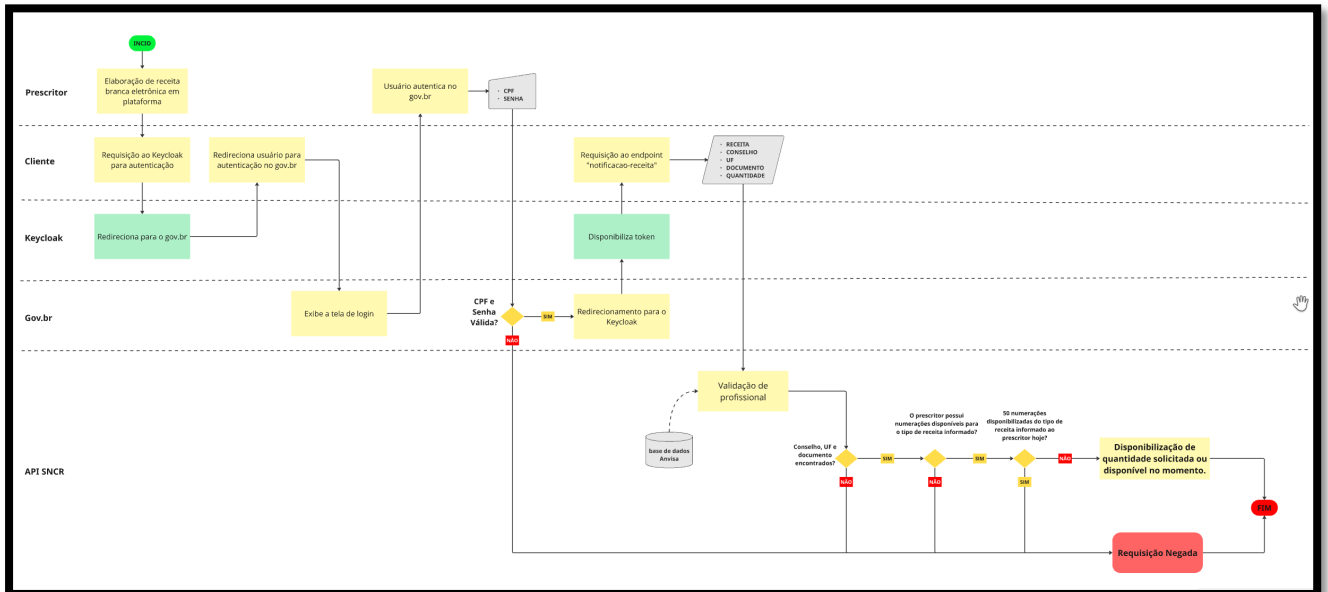 INCIO
Prescritor
Elaboração de receita
branca eletrônica em
plataforma
Usuário autentica no
gov.br
· CPF
· SENHA
Cliente
Requisição ao Keycloak
para autenticação
Redireciona usuário para
autenticação no gov.br
Requisição ao endpoint
"notificacao-receita"
· RECEITA
· CONSELHO
· UF
· DOCUMENTO
· QUANTIDADE
Keycloak
Redireciona para o gov.br
Disponibiliza token
Gov.br
Exibe a tela de login
CPF e
Senha
Válida?
SIM
NÃO
Redirecionamento para o
Keycloak
API SNCR
Validação de
profissional
base de dados
Anvisa
Conselho, UF e
documento
encontrados?
SIM
NÃO
O prescritor possui
numerações disponíveis para
o tipo de receita informado?
SIM
NÃO
50 numerações
disponibilizadas do tipo de
receita informado ao
prescritor hoje?
NÃO
SIM
Disponibilização de
quantidade solicitada ou
disponível no momento.
FIM
Requisição Negada